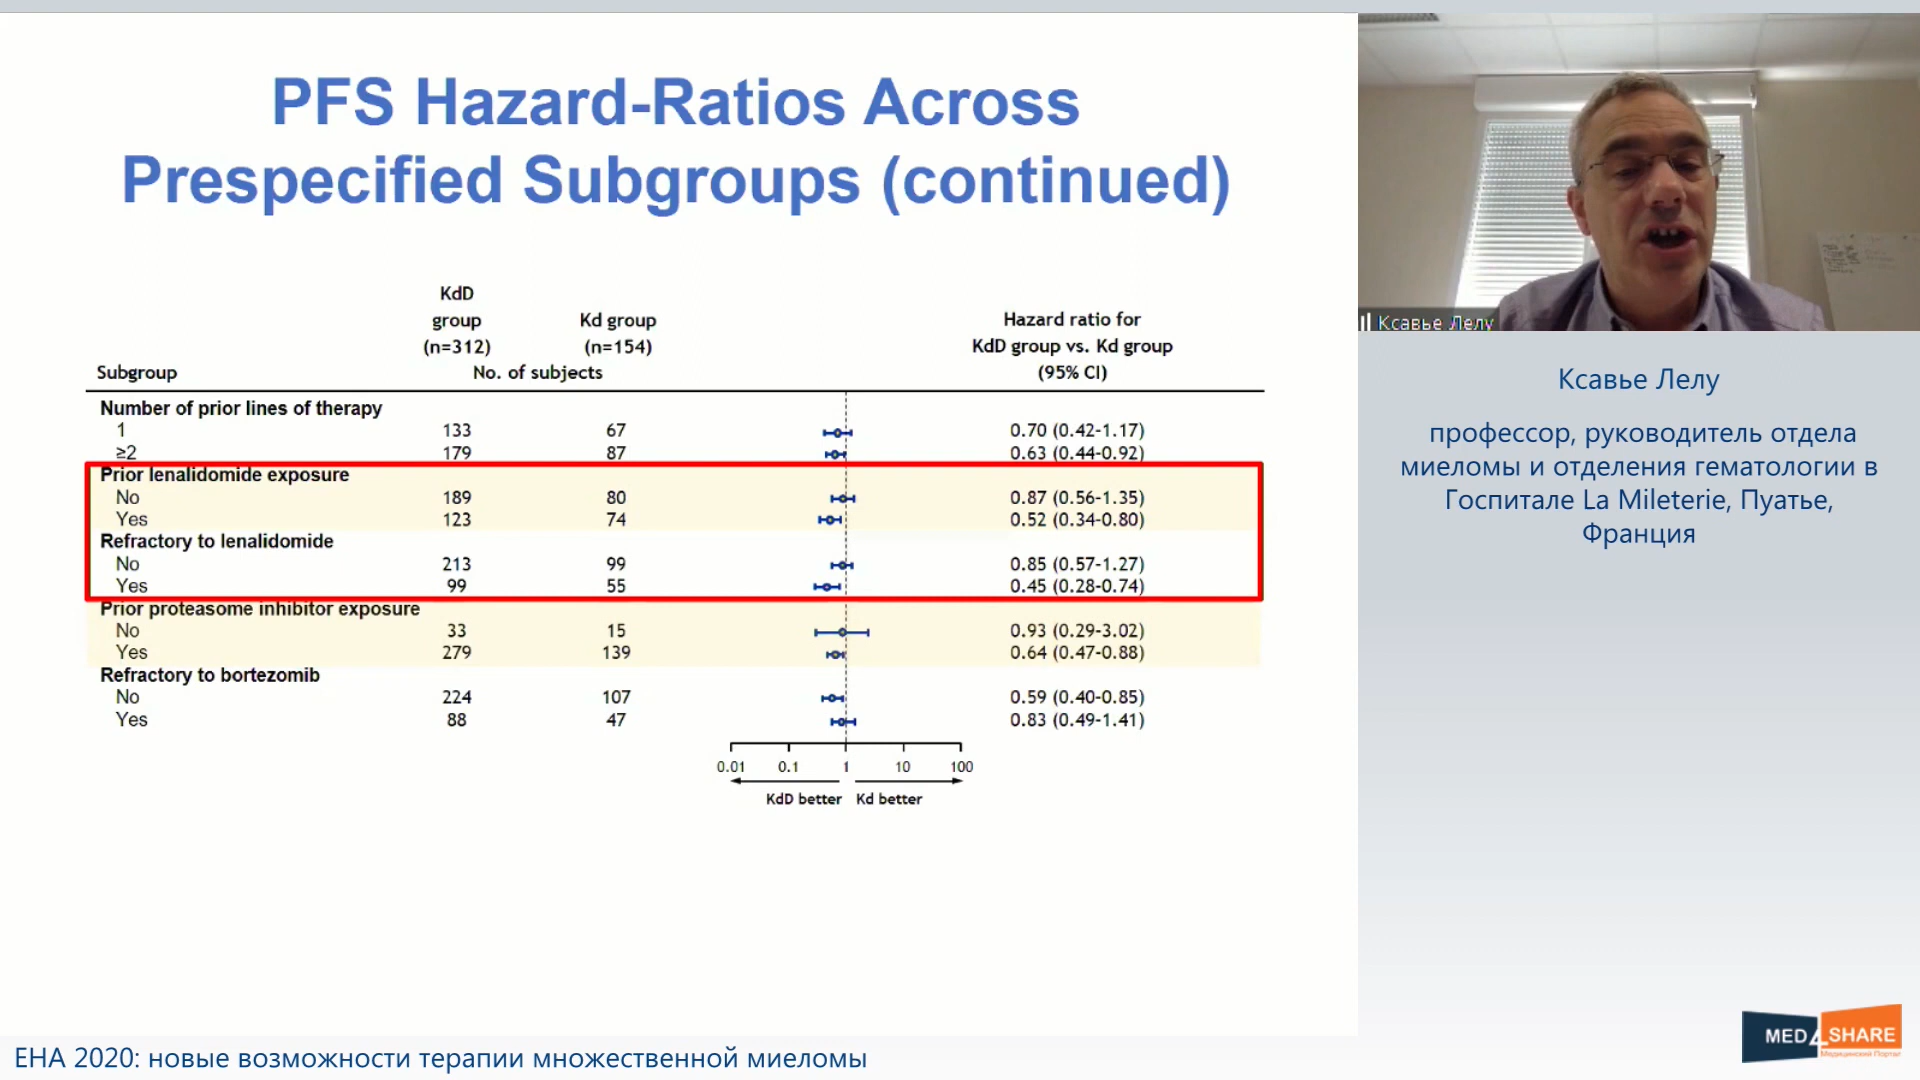 PFS Hazard-Ratios Across
Prespecified Subgroups (continued)
KdD
group
(n=312)
Kd group
(n=154)
Hazard ratio for
KdD group vs. Kd group
(95% CI)
Subgroup
No. of subjects
Number of prior lines of therapy
1 133 67 0.70 (0.42-1.17)
≥2 179 87 0.63 (0.44-0.92)
Prior lenalidomide exposure
No 189 80 0.87 (0.56-1.35)
Yes 123 74 0.52 (0.34-0.80)
Refractory to lenalidomide
No 213 99 0.85 (0.57-1.27)
Yes 99 55 0.45 (0.28-0.74)
Prior proteasome inhibitor exposure
No 33 15 0.93 (0.29-3.02)
Yes 279 139 0.64 (0.47-0.88)
Refractory to bortezomib
No 224 107 0.59 (0.40-0.85)
Yes 88 47 0.83 (0.49-1.41)
0.01 0.1 1 10 100
KdD better Kd better
Ксавье Лелу
Ксавье Лелу
профессор, руководитель отдела
миеломы и отделения гематологии в
Госпитале La Mileterie, Пуатье,
Франция
MED4SHARE
Медицинский Портал
EHA 2020: новые возможности терапии множественной миеломы